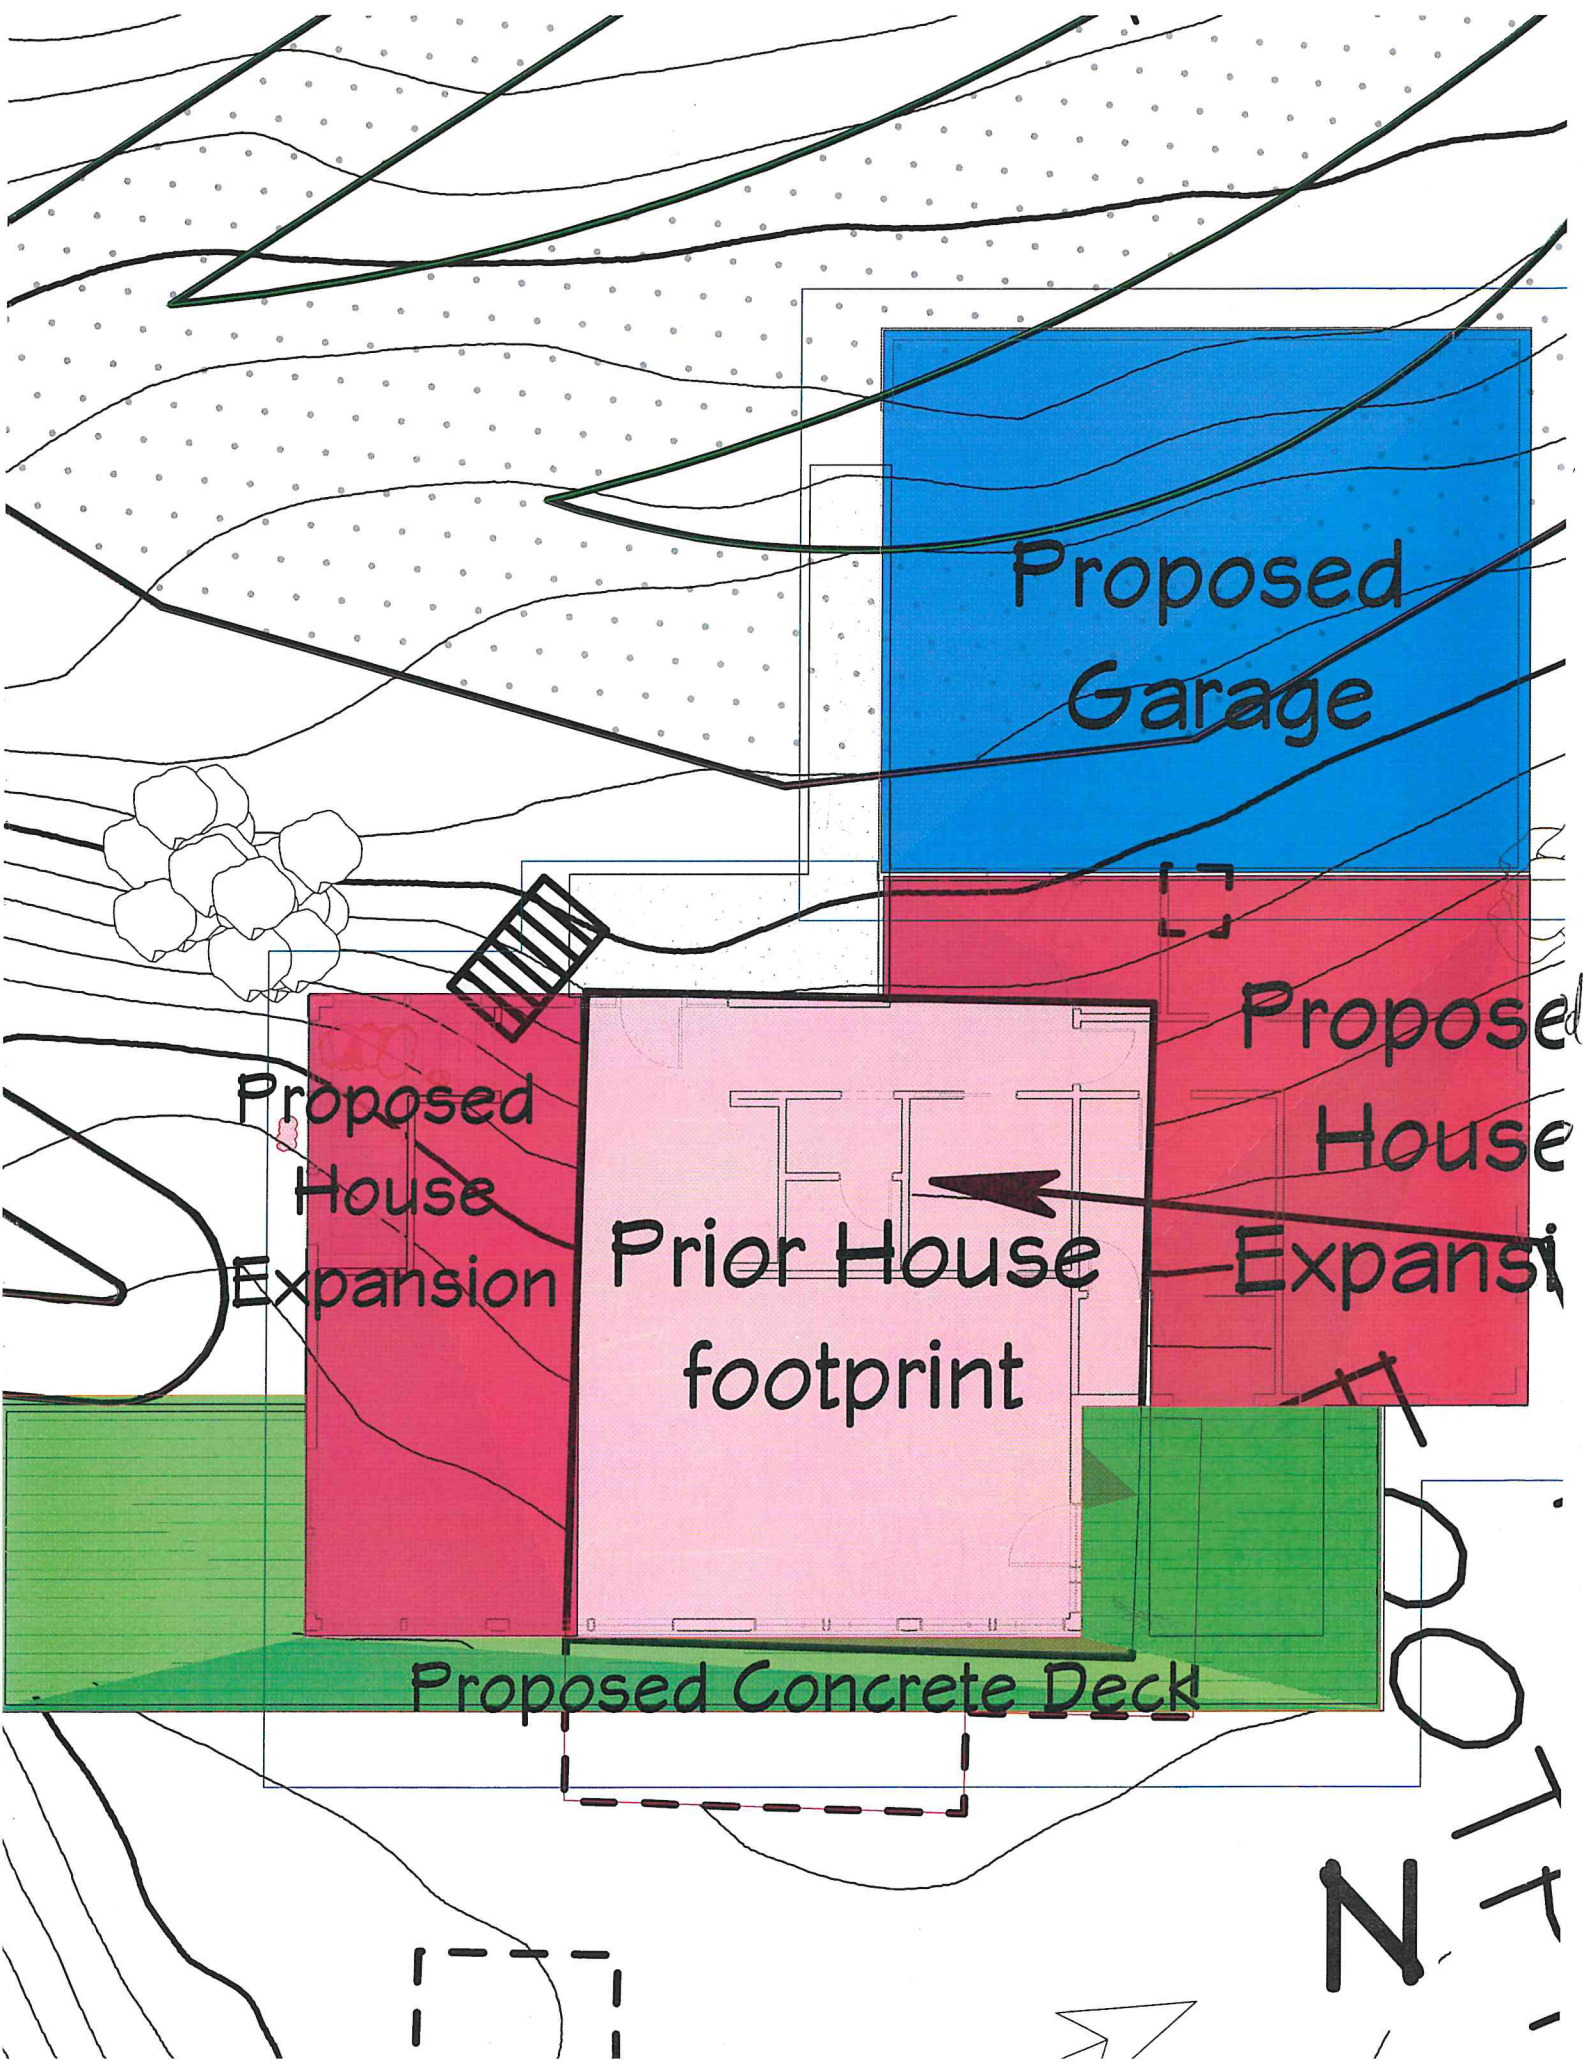 Proposed
Garage
Proposed
House
Expansi
Proposed
House
Expansion
Prior House
footprint
Proposed Concrete Deck
N